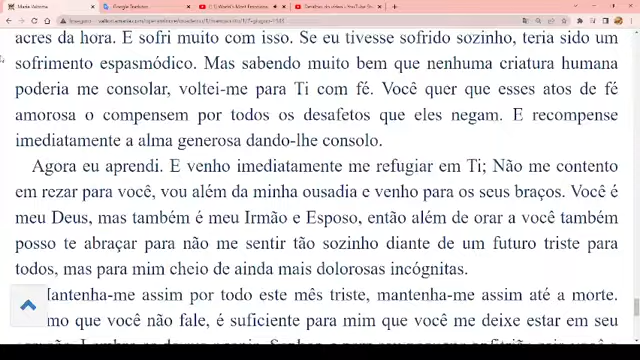 Maria Valtorta
Google Tradutor
acres da hora. E sofri muito com isso. Se eu tivesse sofrido sozinho, teria sido um
sofrimento espasmódico. Mas sabendo muito bem que nenhuma criatura humana
poderia me consolar, voltei-me para Ti com fé. Você quer que esses atos de fé
amorosa o compensem por todos os desafetos que eles negam. E recompense
imediatamente a alma generosa dando-lhe consolo.
Agora eu aprendi. E venho imediatamente me refugiar em Ti; Não me contento
em rezar para você, vou além da minha ousadia e venho para os seus braços. Você é
meu Deus, mas também é meu Irmão e Esposo, então além de orar a você também
posso te abraçar para não me sentir tão sozinho diante de um futuro triste para
todos, mas para mim cheio de ainda mais dolorosas incógnitas.
Mantenha-me assim por todo este mês triste, mantenha-me assim até a morte.
mo que você não fale, é suficiente para mim que você me deixe estar em seu